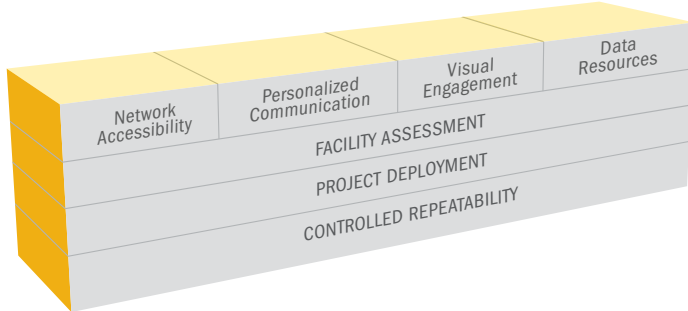 Network
Accessibility
Personalized
Communication
Visual
Engagement
Data
Resources
FACILITY ASSESSMENT
PROJECT DEPLOYMENT
CONTROLLED REPEATABILITY